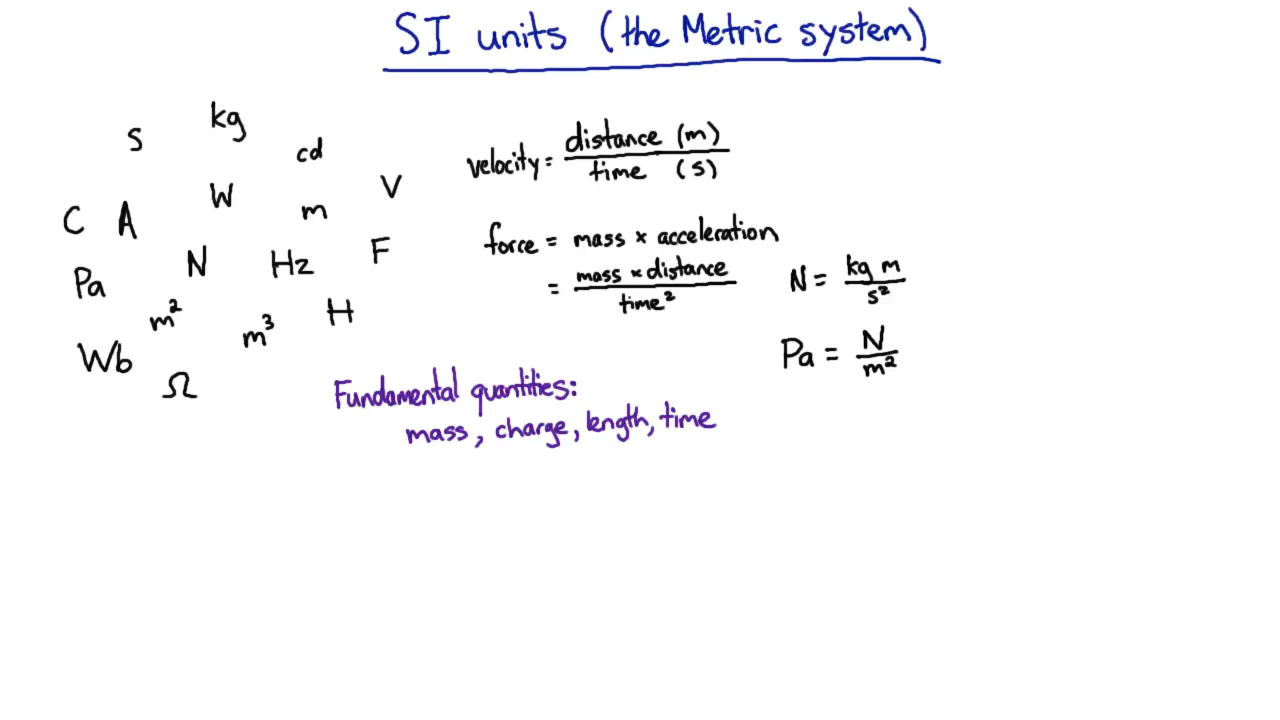 SI units (the Metric system)
s kg cd
C A W m V
Pa N Hz F
m² m³ H
Wb Ω
velocity = distance (m) / time (s)
force = mass × acceleration
= mass × distance / time²
N = kg m / s²
Pa = N / m²
Fundamental quantities:
mass, charge, length, time